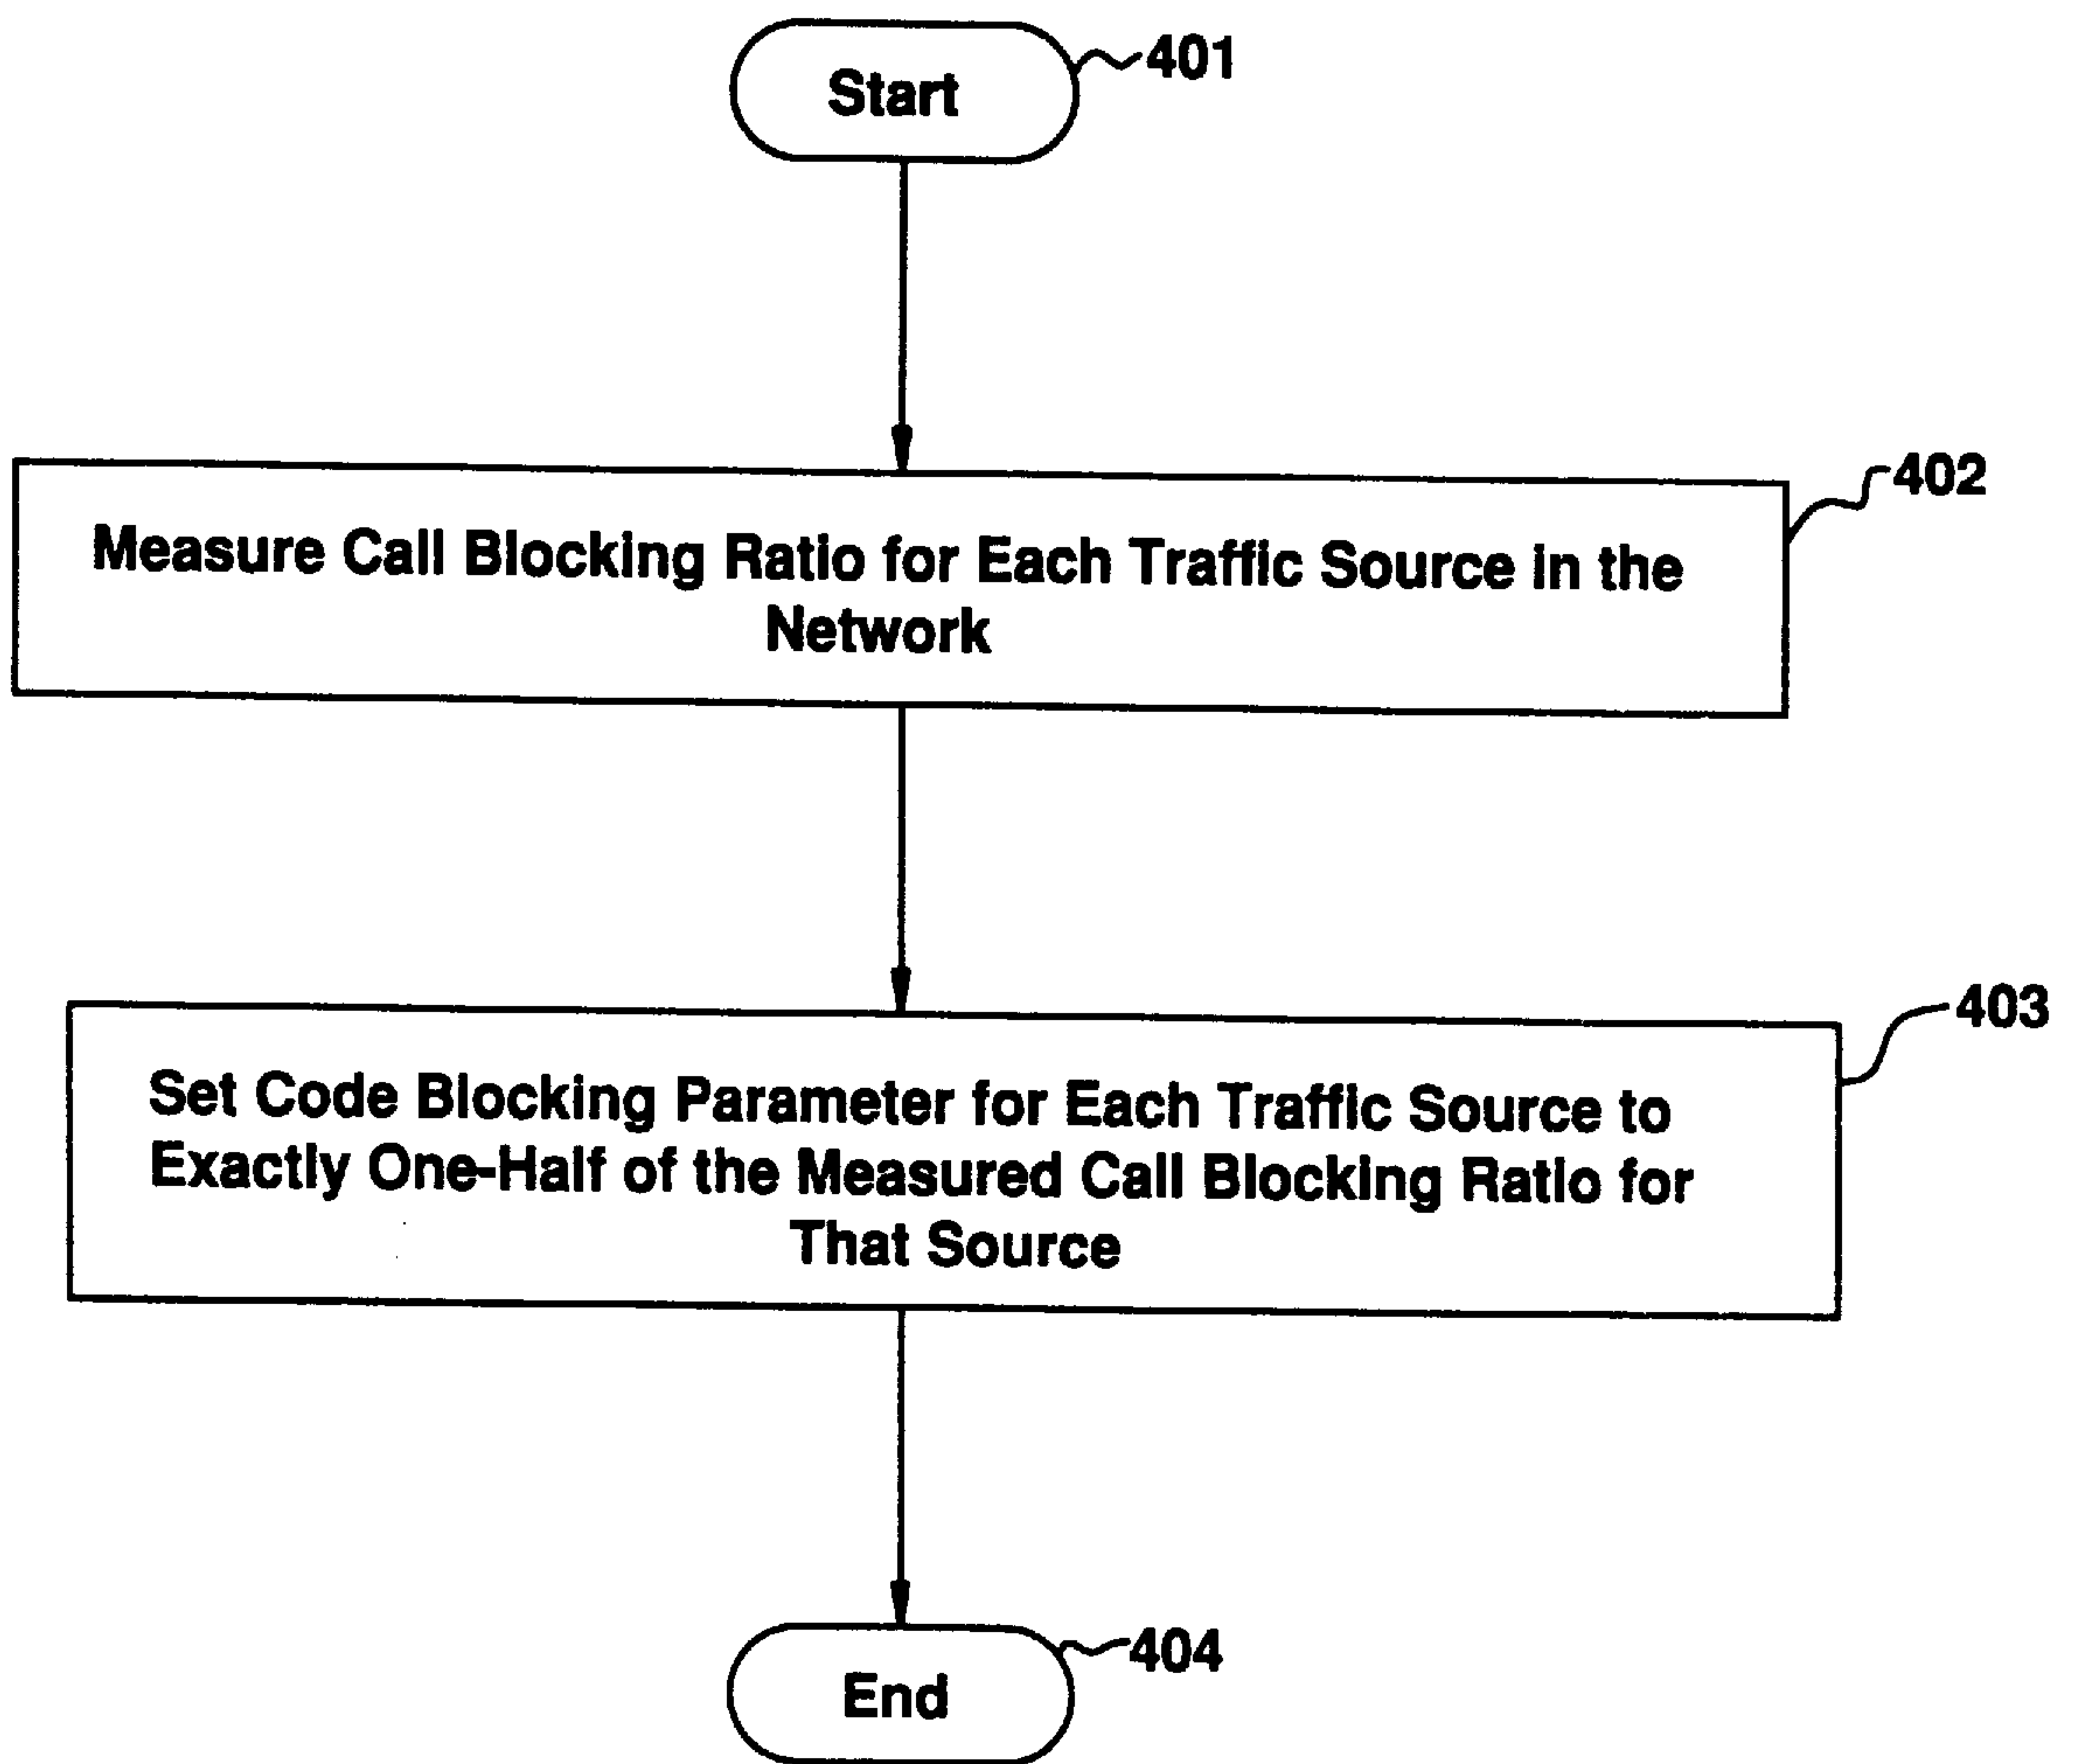 Start
401
Measure Call Blocking Ratio for Each Traffic Source in the
Network
402
Set Code Blocking Parameter for Each Traffic Source to
Exactly One-Half of the Measured Call Blocking Ratio for
That Source
403
End
404